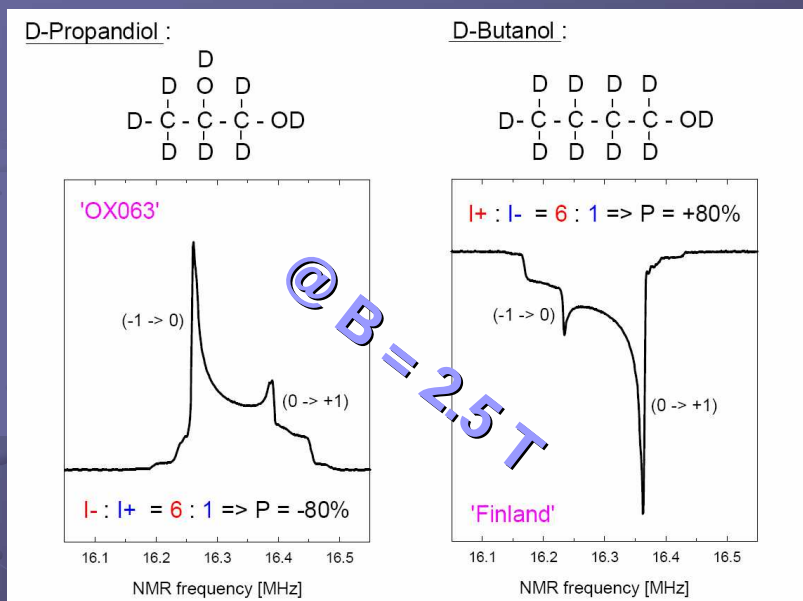 D-Propandiol :
D
D O D
D- C - C - C - OD
D D D
'OX063'
(-1 -> 0)
(0 -> +1)
I- : I+ = 6 : 1 => P = -80%
16.1 16.2 16.3 16.4 16.5
NMR frequency [MHz]
@ B = 2.5 T
D-Butanol :
D D D D
D- C - C - C - C - OD
D D D D
I+ : I- = 6 : 1 => P = +80%
(-1 -> 0)
(0 -> +1)
'Finland'
16.1 16.2 16.3 16.4 16.5
NMR frequency [MHz]